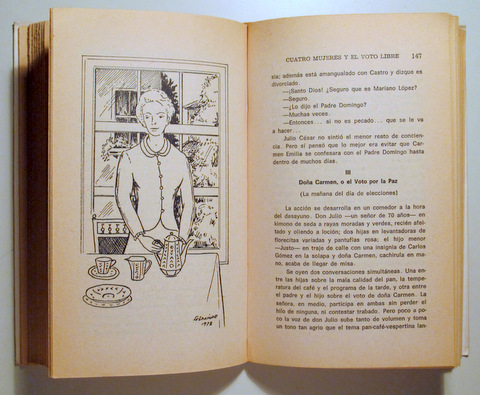 CUATRO MUJERES Y EL VOTO LIBRE 147
sia; además está amangualado con Castro y dizque es
divorciado.
—¡Santo Dios! ¿Seguro que es Mariano López?
—Seguro.
—¿Lo dijo el Padre Domingo?
—Muchas veces.
—Entonces... si no es pecado... que se le va
a hacer...
Julio César no sintió el menor resto de concien-
cia. Pero sí pensó que lo mejor era evitar que Car-
men Emilia se confesara con el Padre Domingo hasta
dentro de muchos días.
III
Doña Carmen, o el Voto por la Paz
(La mañana del día de elecciones)
La acción se desarrolla en un comedor a la hora
del desayuno. Don Julio —un señor de 70 años— en
kimono de seda a rayas moradas y verdes, recién afei-
tado y oliendo a loción; dos hijas en levantadoras de
florecitas variadas y pantuflas rosa; el hijo menor
—Justo— en traje de calle con una insignia de Carlos
Gómez en la solapa y doña Carmen, cachirula en ma-
no, acaba de llegar de misa.
Se oyen dos conversaciones simultáneas. Una en-
tre las hijas sobre la mala calidad del pan, la tempe-
ratura del café y el programa de la tarde, y otra entre
el padre y el hijo sobre el voto de doña Carmen. La
señora, en medio, participa en ambas sin perder el
hilo de ninguna, ni contestar trabado. Pero poco a po-
co la voz de don Julio sube tanto de volumen y toma
un tono tan agrio que el tema pan-café-vespertina lan-
1972